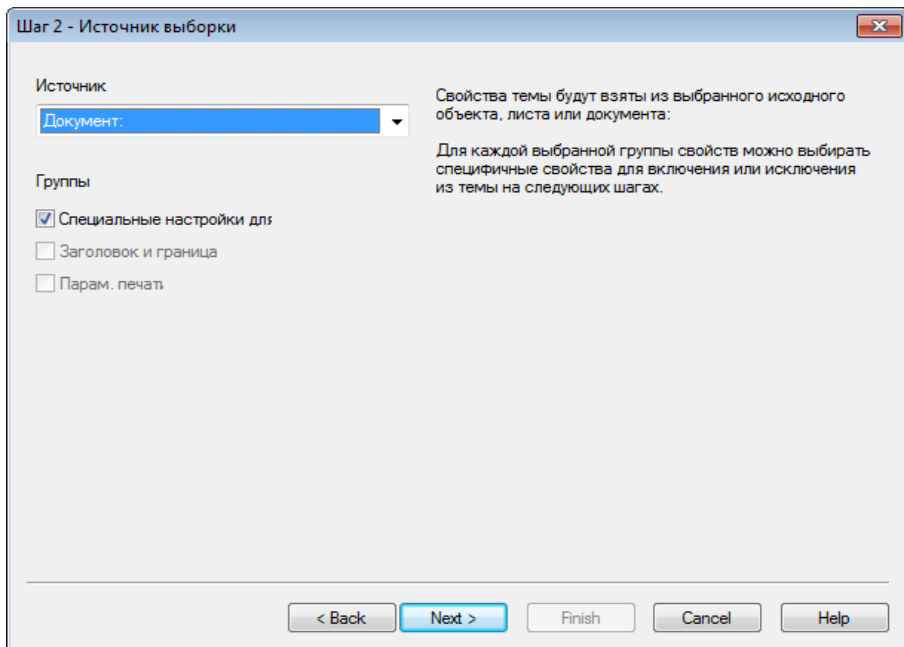 Шаг 2 - Источник выборки
Источник
Документ:
Свойства темы будут взяты из выбранного исходного
объекта, листа или документа:
Для каждой выбранной группы свойств можно выбирать
специфичные свойства для включения или исключения
из темы на следующих шагах.
Группы
Специальные настройки для
Заголовок и граница
Парам. печати
< Back
Next >
Finish
Cancel
Help